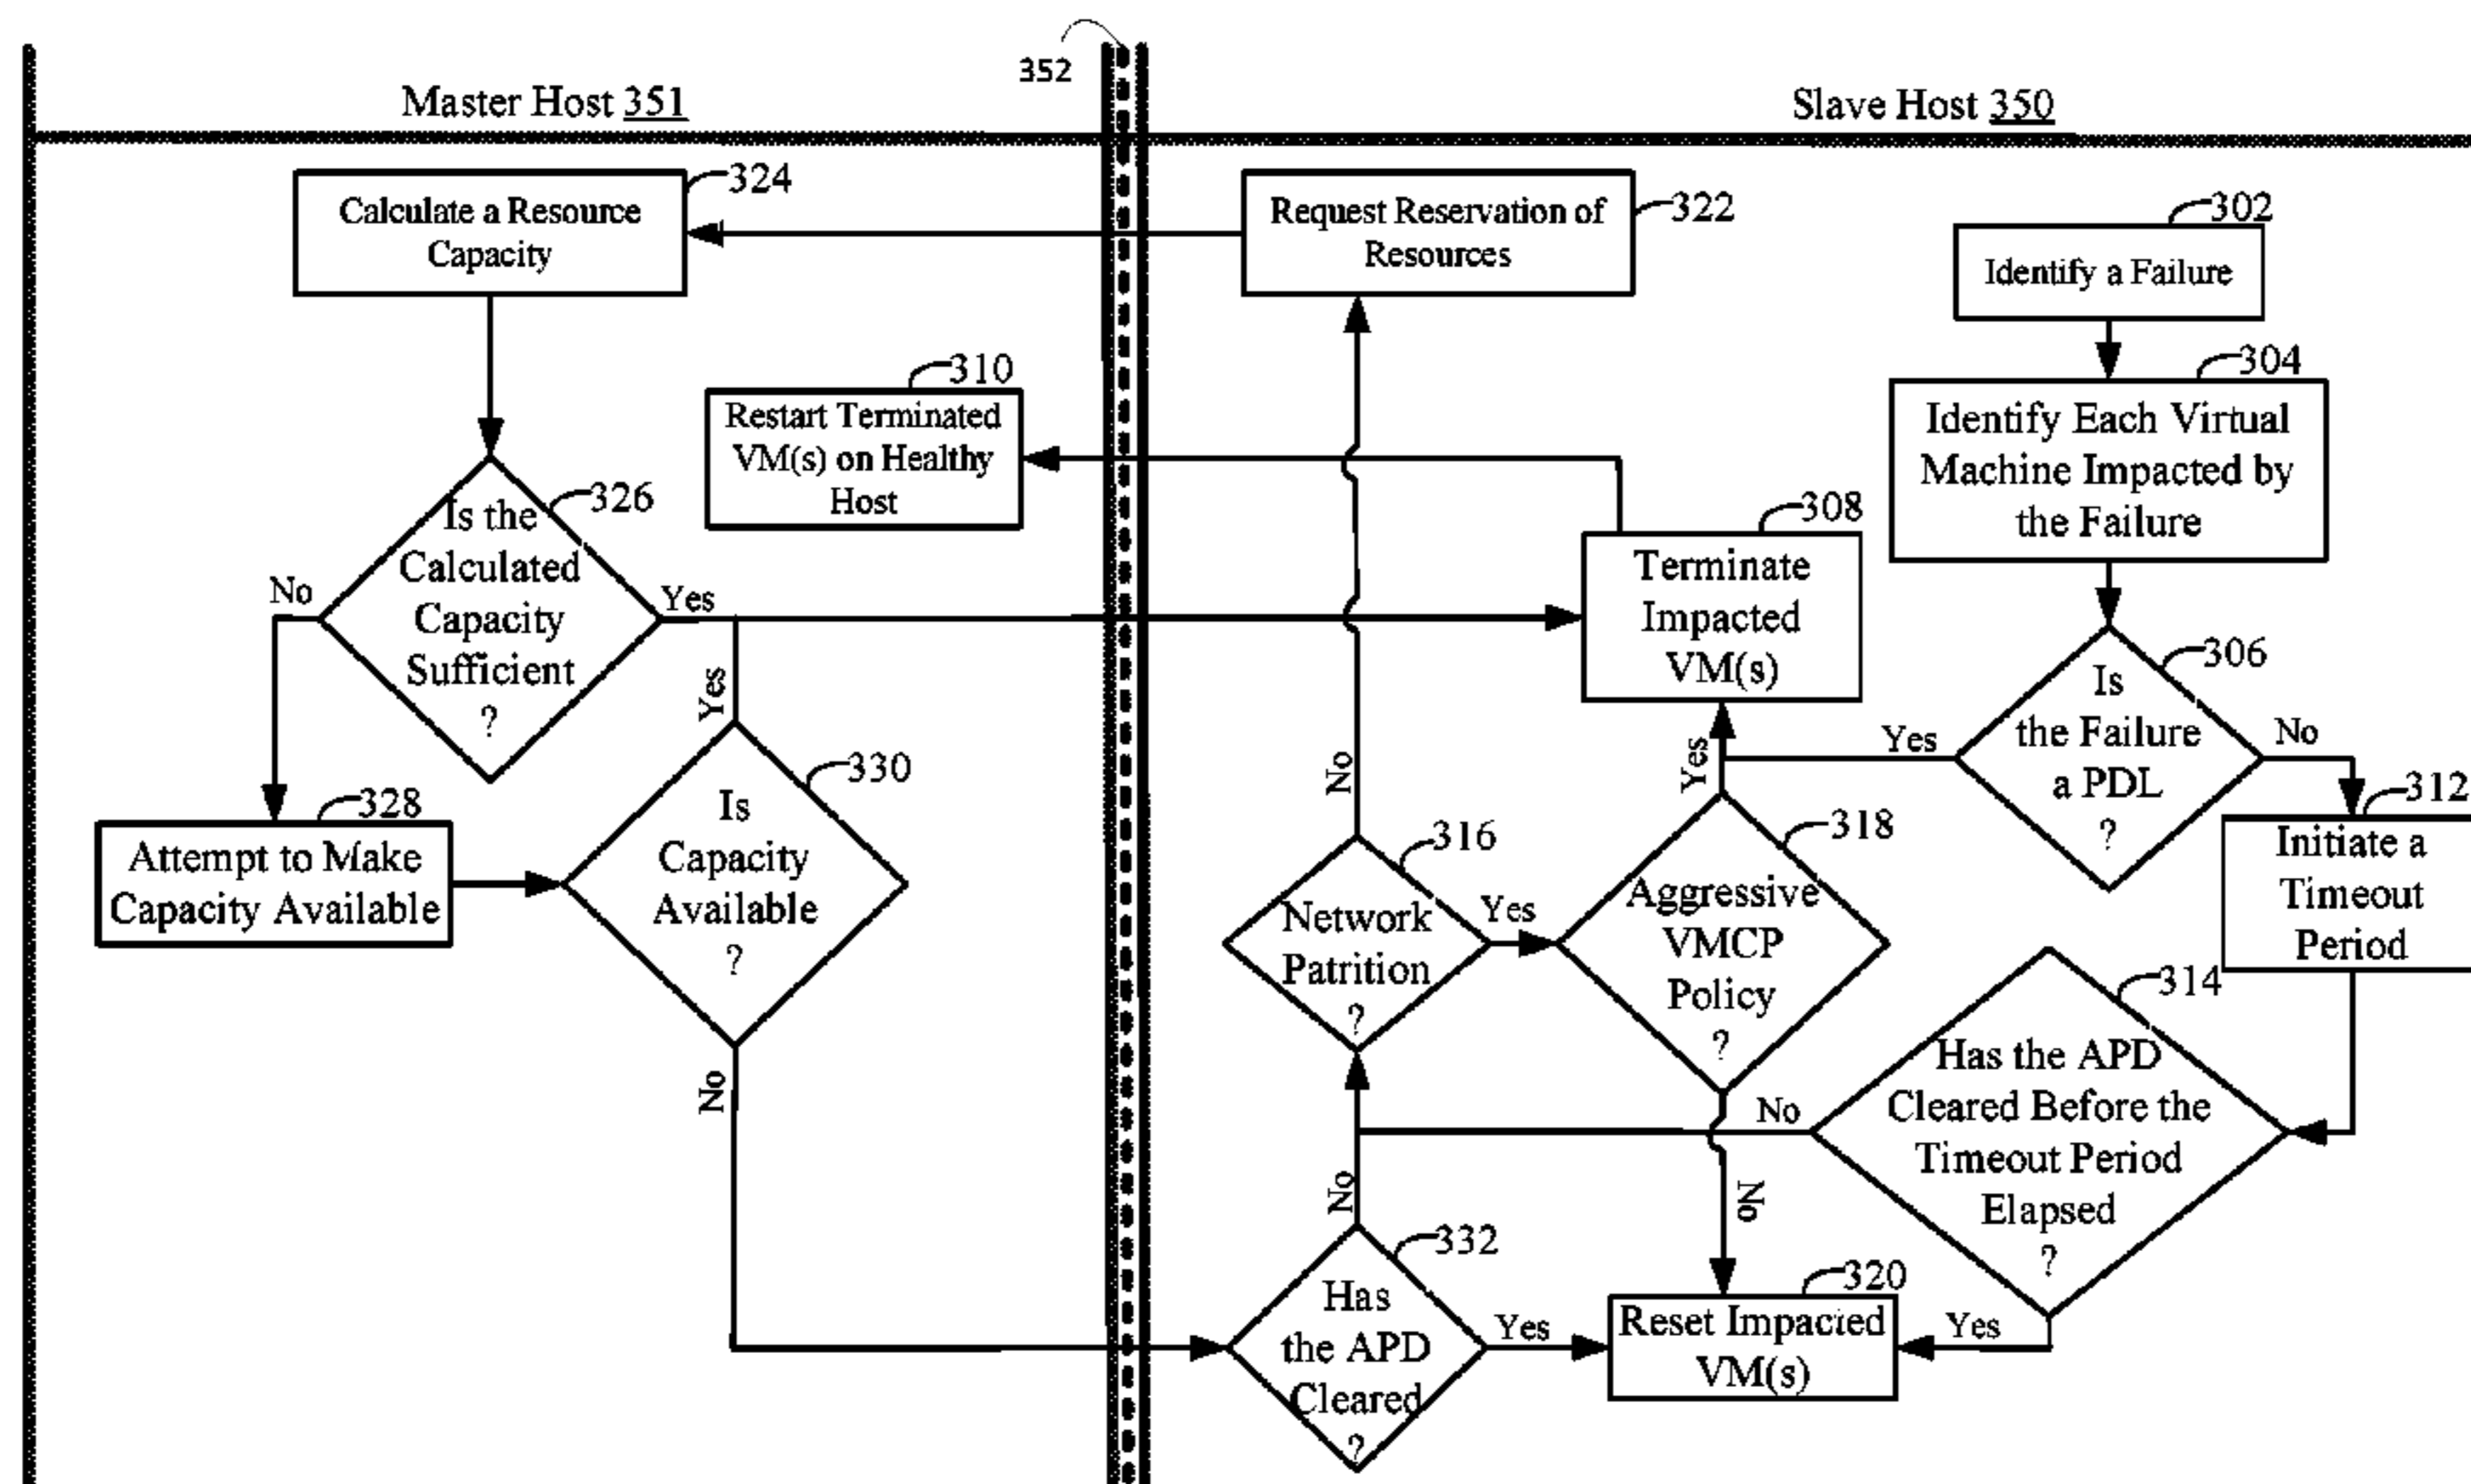 352
Master Host 351
Slave Host 350
324
Calculate a Resource
Capacity
322
Request Reservation of
Resources
302
Identify a Failure
310
Restart Terminated
VM(s) on Healthy
Host
304
Identify Each Virtual
Machine Impacted by
the Failure
326
Is the
Calculated
Capacity
Sufficient
?
No
Yes
308
Terminate
Impacted
VM(s)
306
Is
the Failure
a PDL
?
Yes
No
Yes
330
Is
Capacity
Available
?
No
328
Attempt to Make
Capacity Available
No
316
Network
Patrition
?
Yes
Yes
318
Aggressive
VMCP
Policy
?
No
312
Initiate a
Timeout
Period
314
Has the APD
Cleared Before the
Timeout Period
Elapsed
?
No
Yes
No
332
Has
the APD
Cleared
?
Yes
320
Reset Impacted
VM(s)